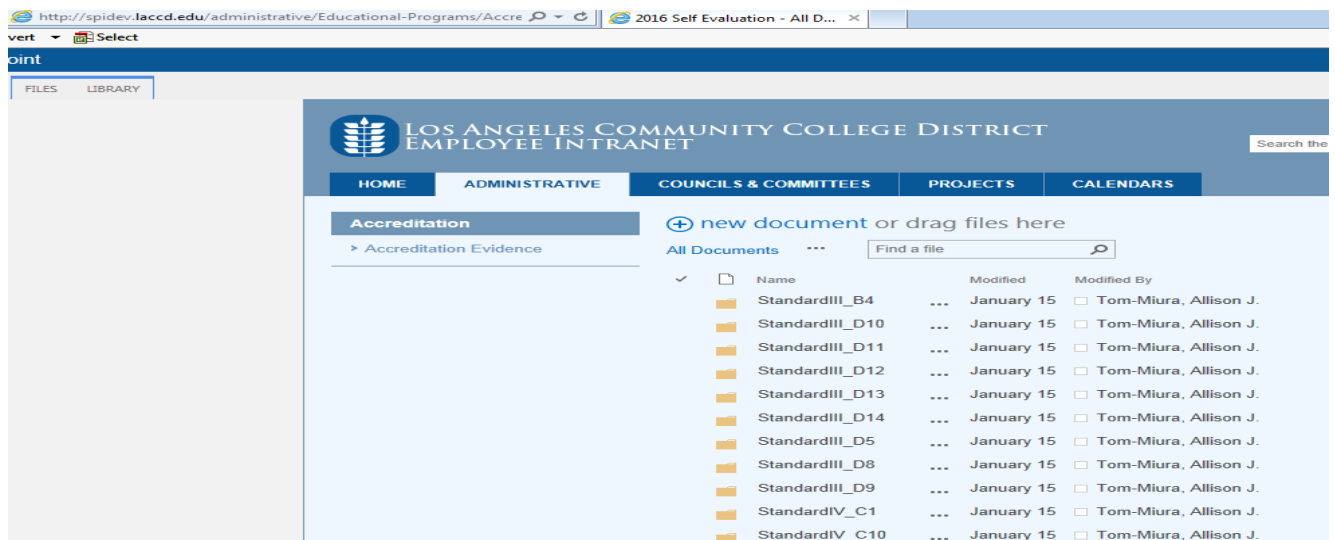 http://spidev.laccd.edu/administrative/Educational-Programs/Accre
2016 Self Evaluation - All D...
vert Select
oint
FILES LIBRARY
LOS ANGELES COMMUNITY COLLEGE DISTRICT
EMPLOYEE INTRANET
Search the
HOME ADMINISTRATIVE COUNCILS & COMMITTEES PROJECTS CALENDARS
Accreditation
> Accreditation Evidence
new document or drag files here
All Documents ... Find a file
Name Modified Modified By
StandardIII_B4 ... January 15 Tom-Miura, Allison J.
StandardIII_D10 ... January 15 Tom-Miura, Allison J.
StandardIII_D11 ... January 15 Tom-Miura, Allison J.
StandardIII_D12 ... January 15 Tom-Miura, Allison J.
StandardIII_D13 ... January 15 Tom-Miura, Allison J.
StandardIII_D14 ... January 15 Tom-Miura, Allison J.
StandardIII_D5 ... January 15 Tom-Miura, Allison J.
StandardIII_D8 ... January 15 Tom-Miura, Allison J.
StandardIII_D9 ... January 15 Tom-Miura, Allison J.
StandardIV_C1 ... January 15 Tom-Miura, Allison J.
StandardIV_C10 ... January 15 Tom-Miura, Allison J.